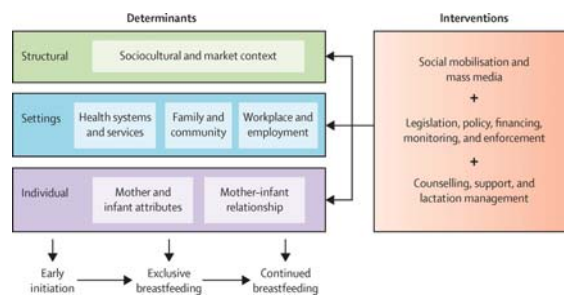 Determinants
Interventions
Structural
Sociocultural and market context
Settings
Health systems
and services
Family and
community
Workplace and
employment
Individual
Mother and
infant attributes
Mother–infant
relationship
Early
initiation
Exclusive
breastfeeding
Continued
breastfeeding
Social mobilisation and
mass media
+
Legislation, policy, financing,
monitoring, and enforcement
+
Counselling, support, and
lactation management